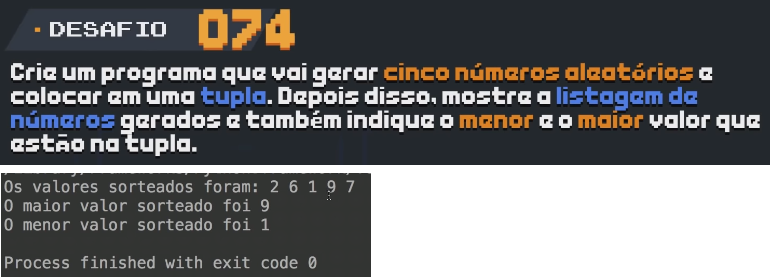 DESAFIO 074
Crie um programa que vai gerar cinco números aleatórios e
colocar em uma tupla. Depois disso, mostre a listagem de
números gerados e também indique o menor e o maior valor que
estão na tupla.
Os valores sorteados foram: 2 6 1 9 7
O maior valor sorteado foi 9
O menor valor sorteado foi 1
Process finished with exit code 0